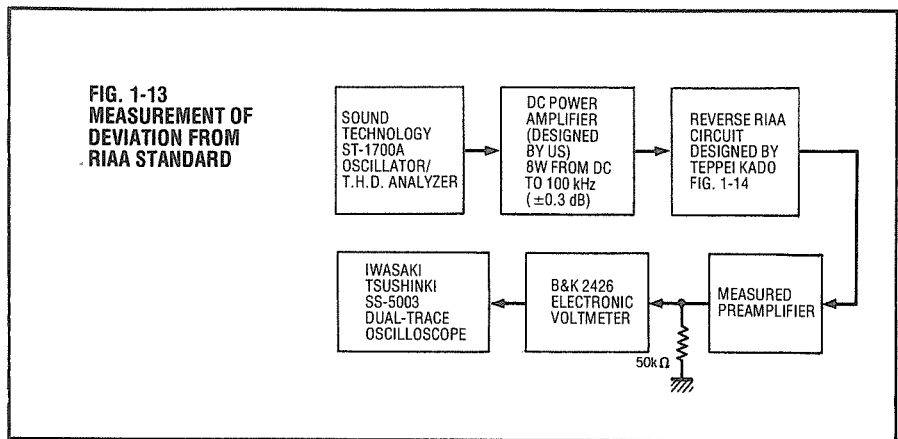 FIG. 1-13
MEASUREMENT OF
DEVIATION FROM
RIAA STANDARD
SOUND
TECHNOLOGY
ST-1700A
OSCILLATOR/
T.H.D. ANALYZER
DC POWER
AMPLIFIER
(DESIGNED
BY US)
8W FROM DC
TO 100 kHz
(±0.3 dB)
REVERSE RIAA
CIRCUIT
DESIGNED BY
TEPPEI KADO
FIG. 1-14
IWASAKI
TSUSHINKI
SS-5003
DUAL-TRACE
OSCILLOSCOPE
B&K 2426
ELECTRONIC
VOLTMETER
MEASURED
PREAMPLIFIER
50kΩ